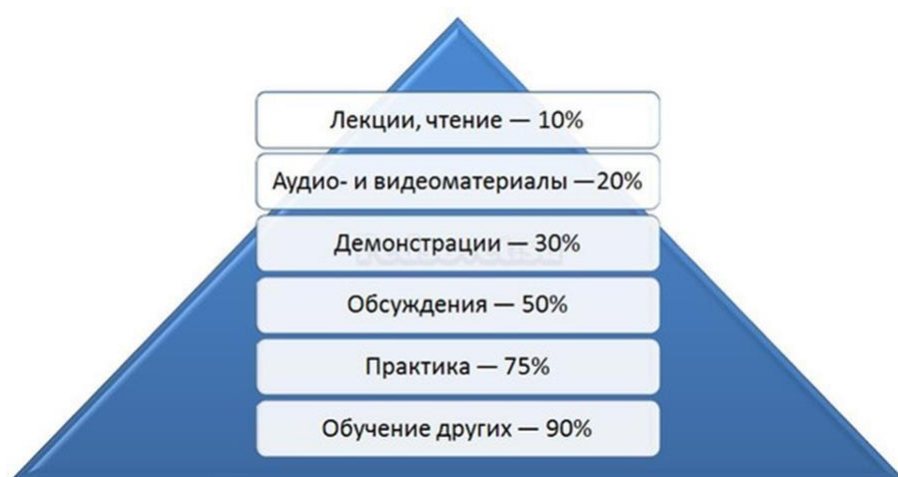 Лекции, чтение — 10%
Аудио- и видеоматериалы —20%
Демонстрации — 30%
Обсуждения — 50%
Практика — 75%
Обучение других — 90%